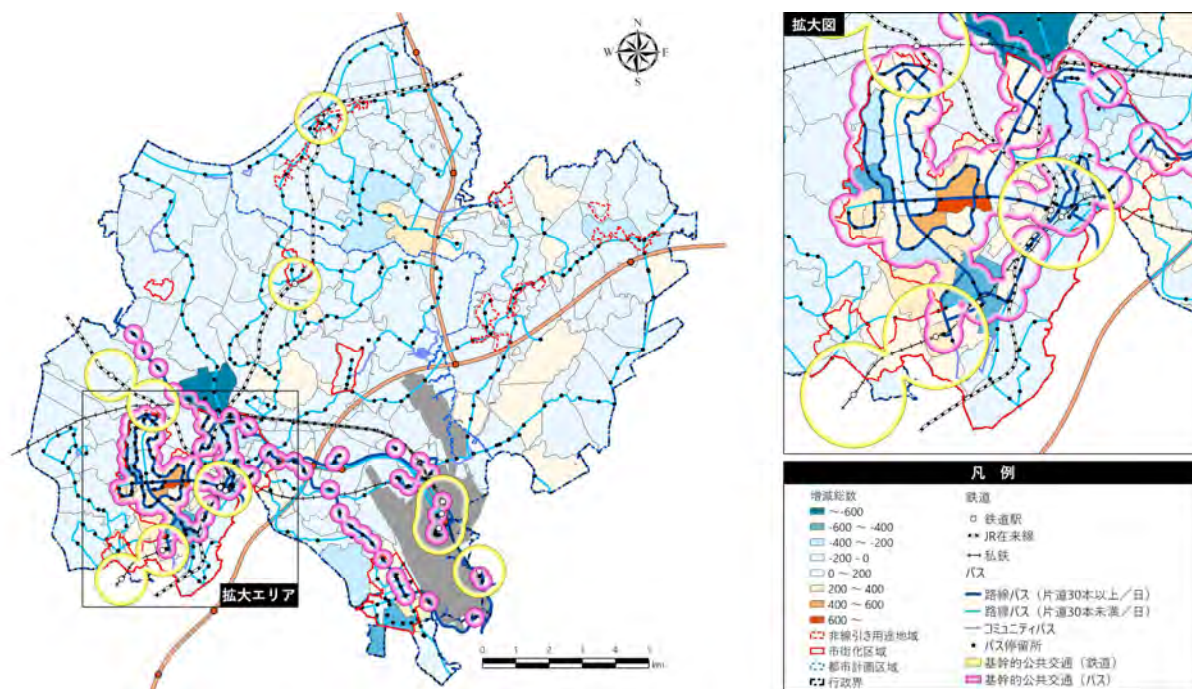 N
W
E
S
拡大エリア
0 1 2 3 4 5
km
拡大図
凡 例
増減総数
~-600
-600 ~ -400
-400 ~ -200
-200 - 0
0 ~ 200
200 ~ 400
400 ~ 600
600 ~
非線引き用途地域
市街化区域
都市計画区域
行政界
鉄道
鉄道駅
JR在来線
私鉄
バス
路線バス（片道30本以上／日）
路線バス（片道30本未満／日）
コミュニティバス
バス停留所
基幹的公共交通（鉄道）
基幹的公共交通（バス）